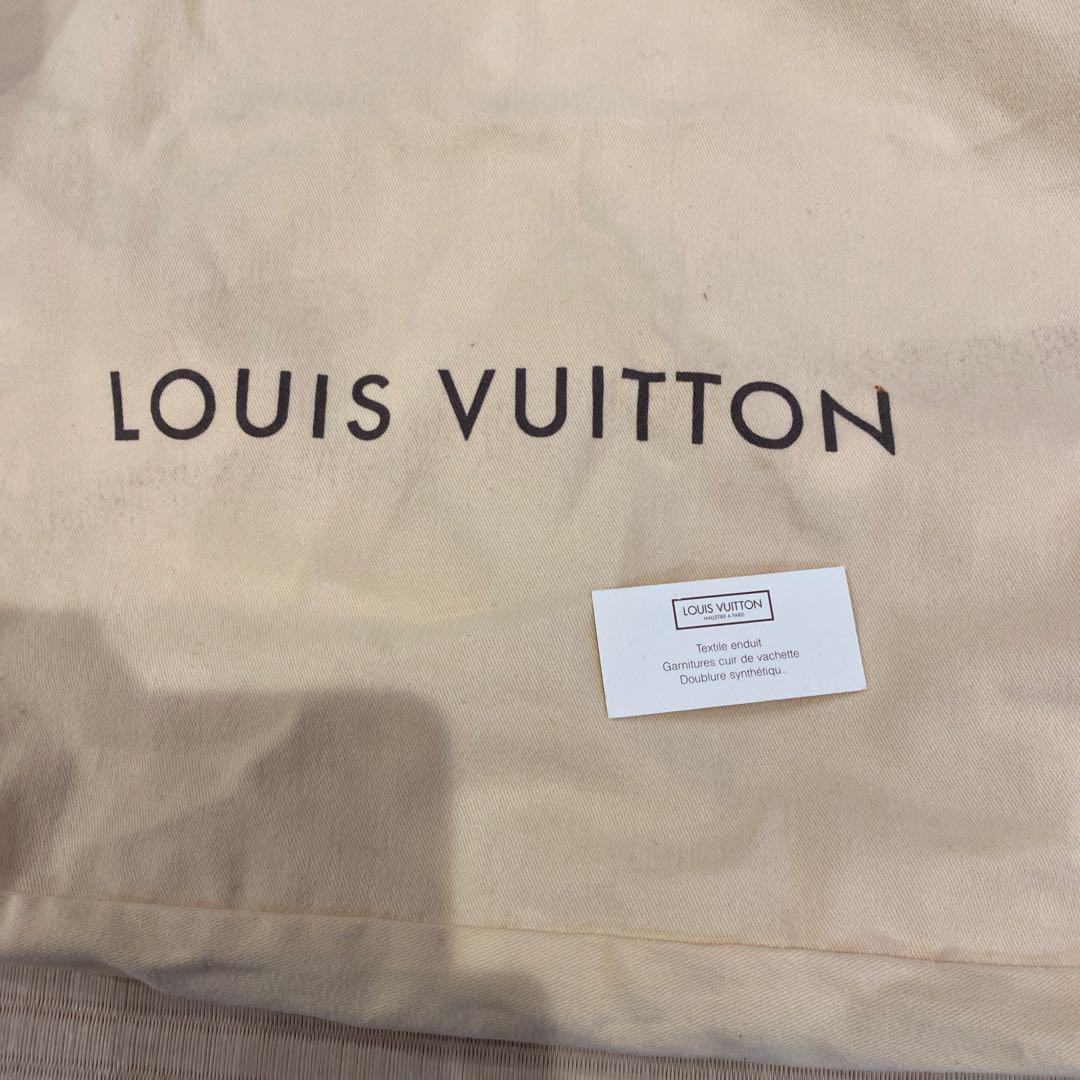 LOUIS VUITTON
LOUIS VUITTON
MALLETIER A PARIS
Textile enduit
Garnitures cuir de vachette
Doublure synthétiqu